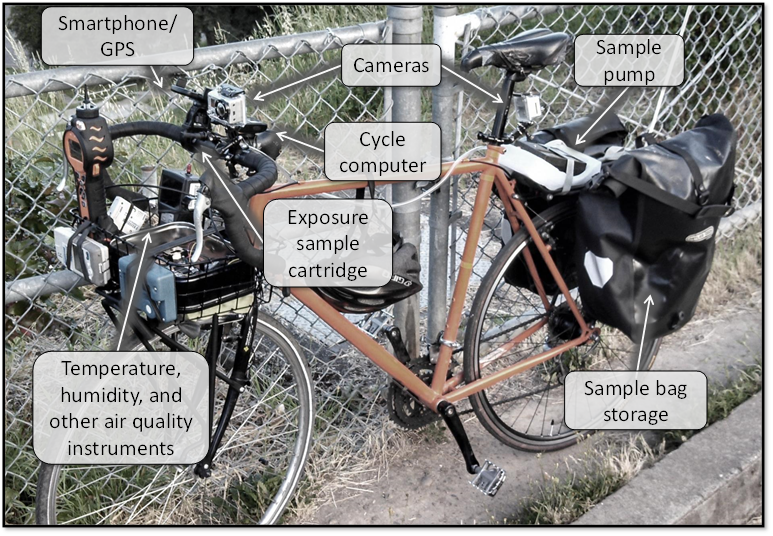 Smartphone/
GPS
Cameras
Sample
pump
Cycle
computer
Exposure
sample
cartridge
Temperature,
humidity, and
other air quality
instruments
Sample bag
storage